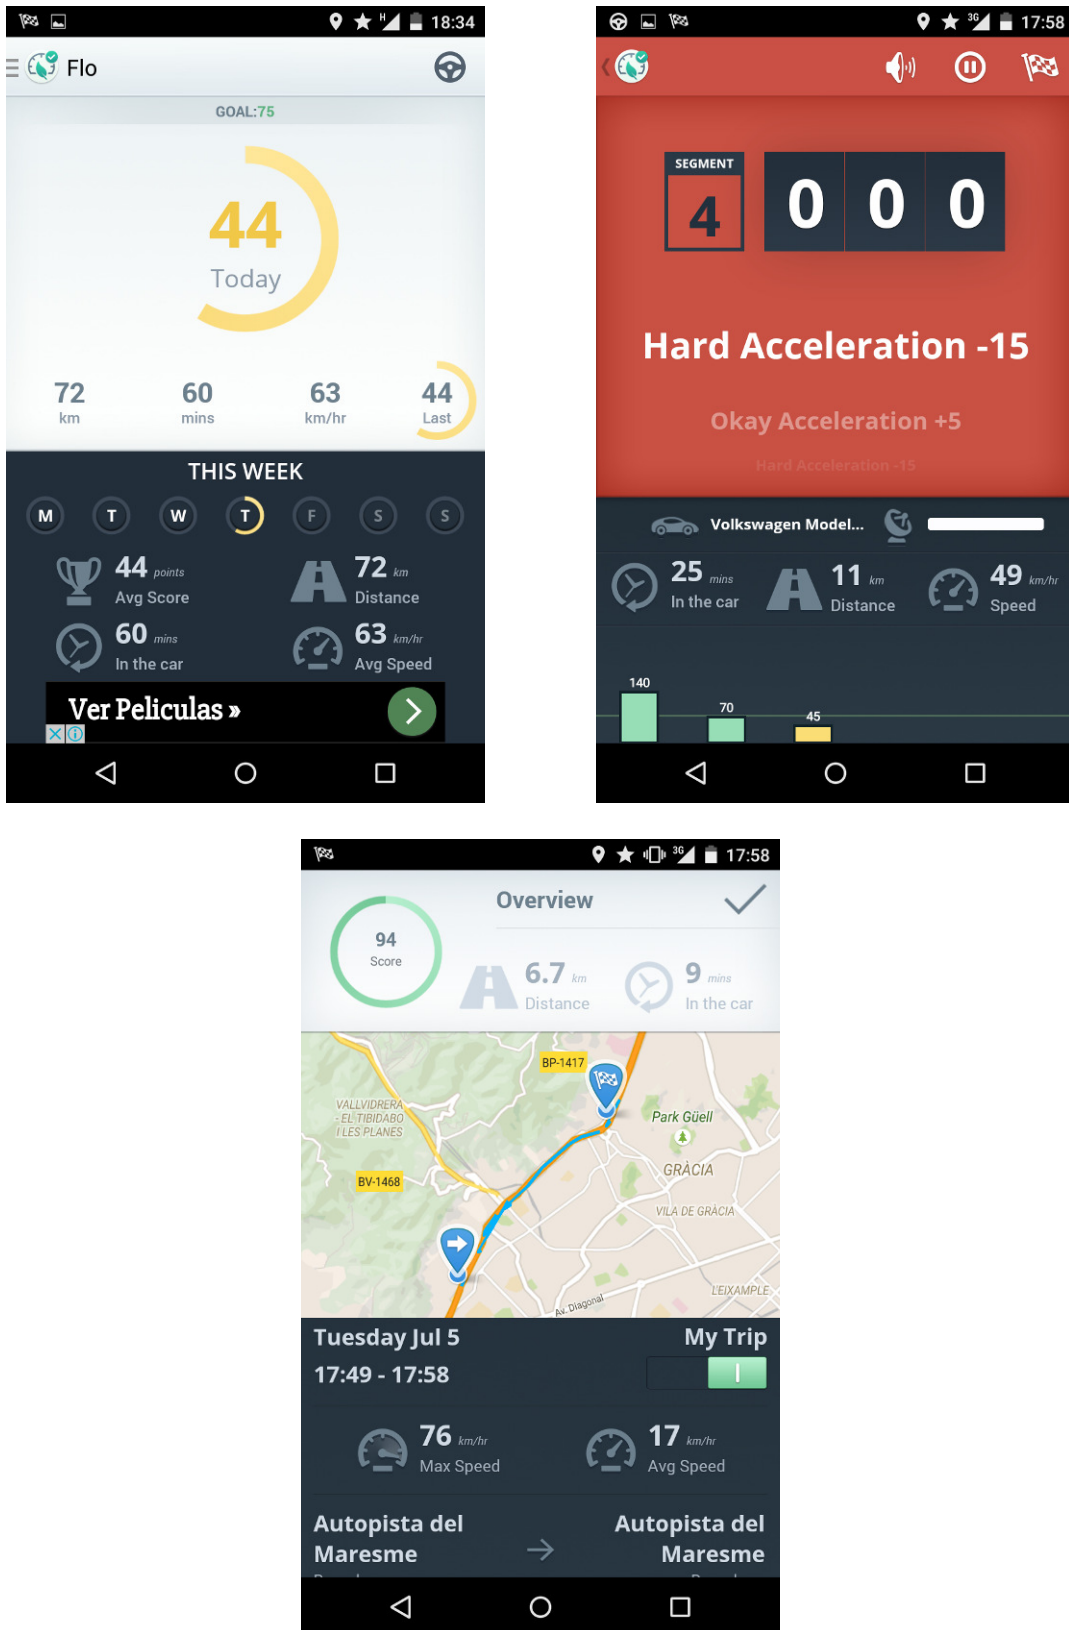 H 18:34
Flo
GOAL:75
44
Today
72
km
60
mins
63
km/hr
44
Last
THIS WEEK
M T W T F S S
44 points
Avg Score
72 km
Distance
60 mins
In the car
63 km/hr
Avg Speed
Ver Peliculas »
3G 17:58
SEGMENT
4
0 0 0
Hard Acceleration -15
Okay Acceleration +5
Hard Acceleration -15
Volkswagen Model...
25 mins
In the car
11 km
Distance
49 km/hr
Speed
140
70
45
3G 17:58
Overview
94
Score
6.7 km
Distance
9 mins
In the car
BP-1417
VALLVIDRERA
- EL TIBIDABO
I LES PLANES
Park Güell
GRÀCIA
BV-1468
VILA DE GRÀCIA
L'EIXAMPLE
Av. Diagonal
Tuesday Jul 5
My Trip
17:49 - 17:58
76 km/hr
Max Speed
17 km/hr
Avg Speed
Autopista del
Maresme
Autopista del
Maresme